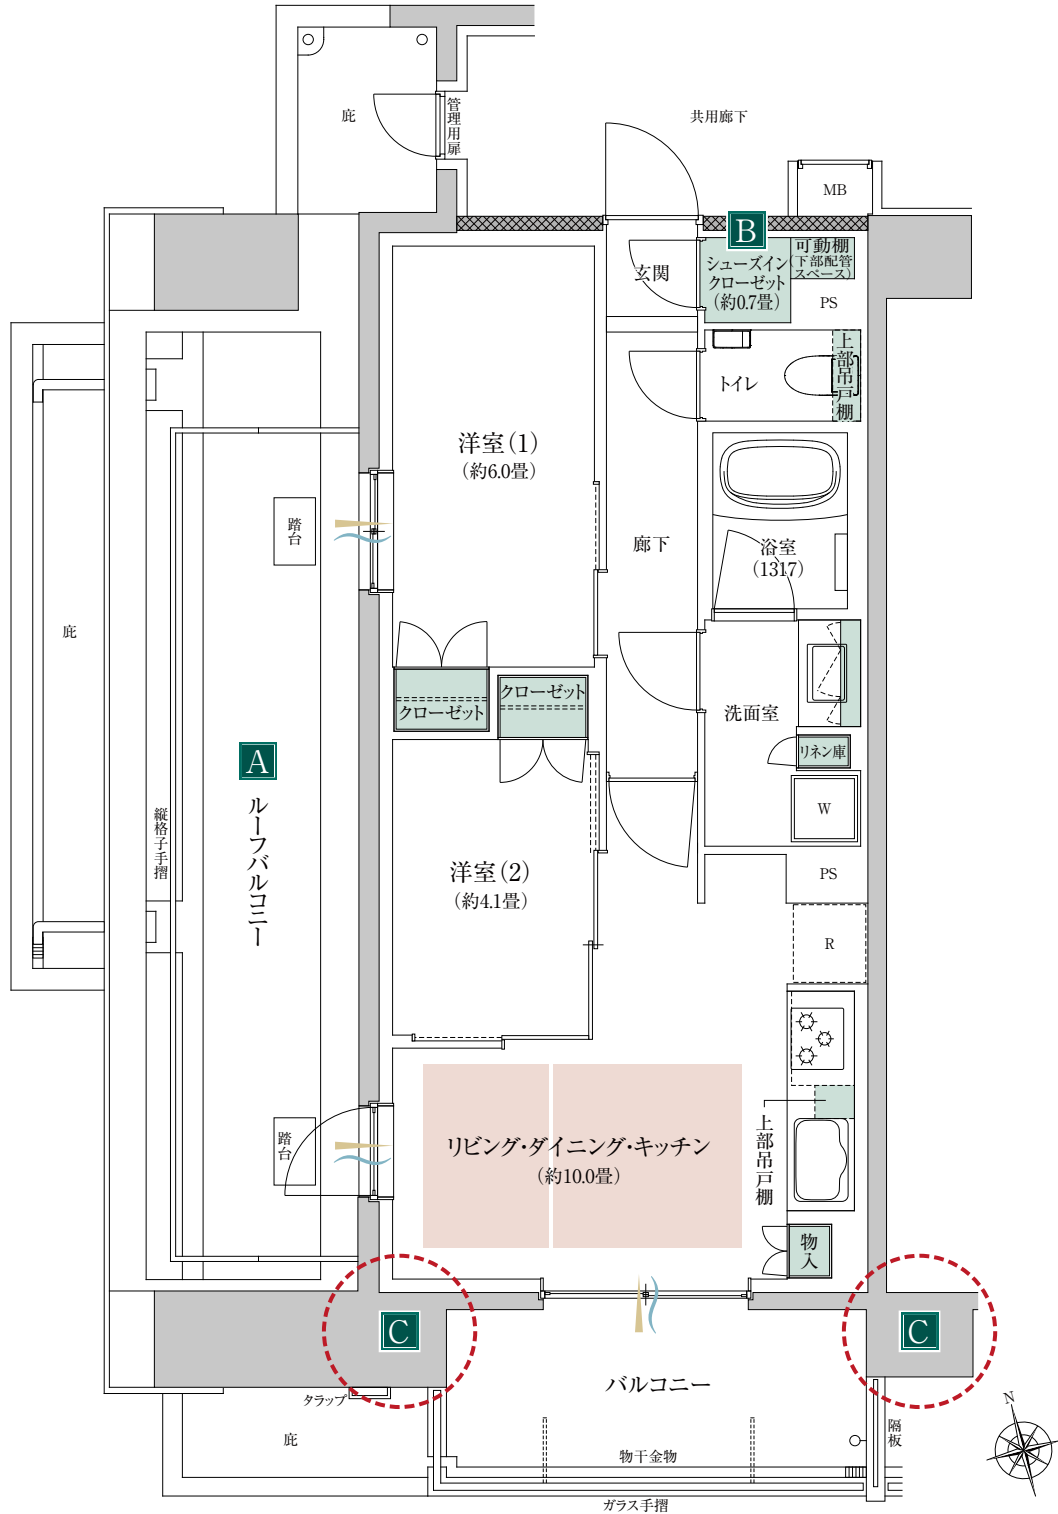 庇
管理用扉
共用廊下
MB
B
シューズイン
クローゼット
(約0.7畳)
可動棚
(下部配管
スペース)
PS
玄関
トイレ
上部吊戸棚
洋室(1)
(約6.0畳)
踏台
廊下
浴室
(1317)
庇
クローゼット
クローゼット
洗面室
リネン庫
W
A
ルーフバルコニー
縦格子手摺
洋室(2)
(約4.1畳)
PS
R
踏台
リビング・ダイニング・キッチン
(約10.0畳)
上部吊戸棚
物入
C
C
バルコニー
タラップ
庇
物干金物
隔板
ガラス手摺
N